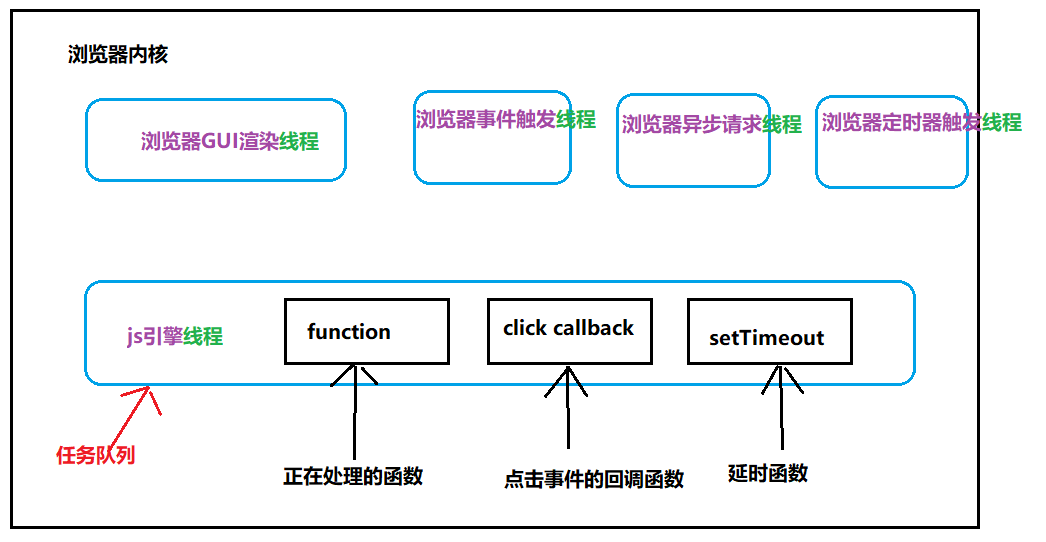 浏览器内核
浏览器GUI渲染线程
浏览器事件触发线程
浏览器异步请求线程
浏览器定时器触发线程
js引擎线程
function
click callback
setTimeout
任务队列
正在处理的函数
点击事件的回调函数
延时函数